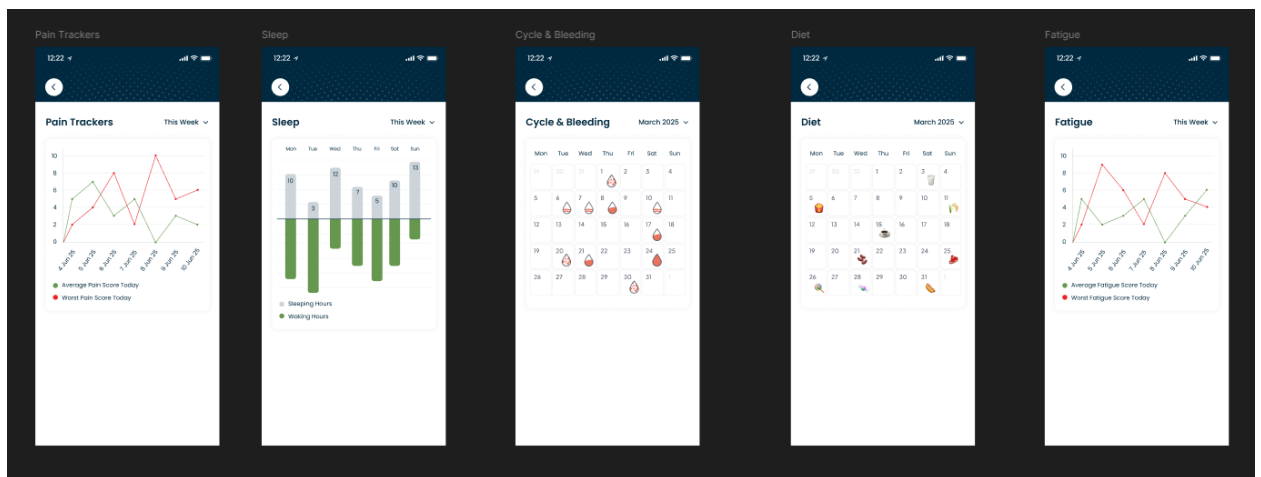 Pain Trackers
12:22
Pain Trackers
This Week
10
8
6
4
2
0
4 Jun 25
5 Jun 25
6 Jun 25
7 Jun 25
8 Jun 25
9 Jun 25
10 Jun 25
Average Pain Score Today
Worst Pain Score Today
Sleep
12:22
Sleep
This Week
Mon Tue Wed Thu Fri Sat Sun
10 3 12 7 5 10 13
Sleeping Hours
Waking Hours
Cycle & Bleeding
12:22
Cycle & Bleeding
March 2025
Mon Tue Wed Thu Fri Sat Sun
1 2 3 4
5 6 7 8 9 10 11
12 13 14 15 16 17 18
19 20 21 22 23 24 25
26 27 28 29 30 31
Diet
12:22
Diet
March 2025
Mon Tue Wed Thu Fri Sat Sun
1 2 3 4
5 6 7 8 9 10 11
12 13 14 15 16 17 18
19 20 21 22 23 24 25
26 27 28 29 30 31
Fatigue
12:22
Fatigue
This Week
10
8
6
4
2
0
4 Jun 25
5 Jun 25
6 Jun 25
7 Jun 25
8 Jun 25
9 Jun 25
10 Jun 25
Average Fatigue Score Today
Worst Fatigue Score Today